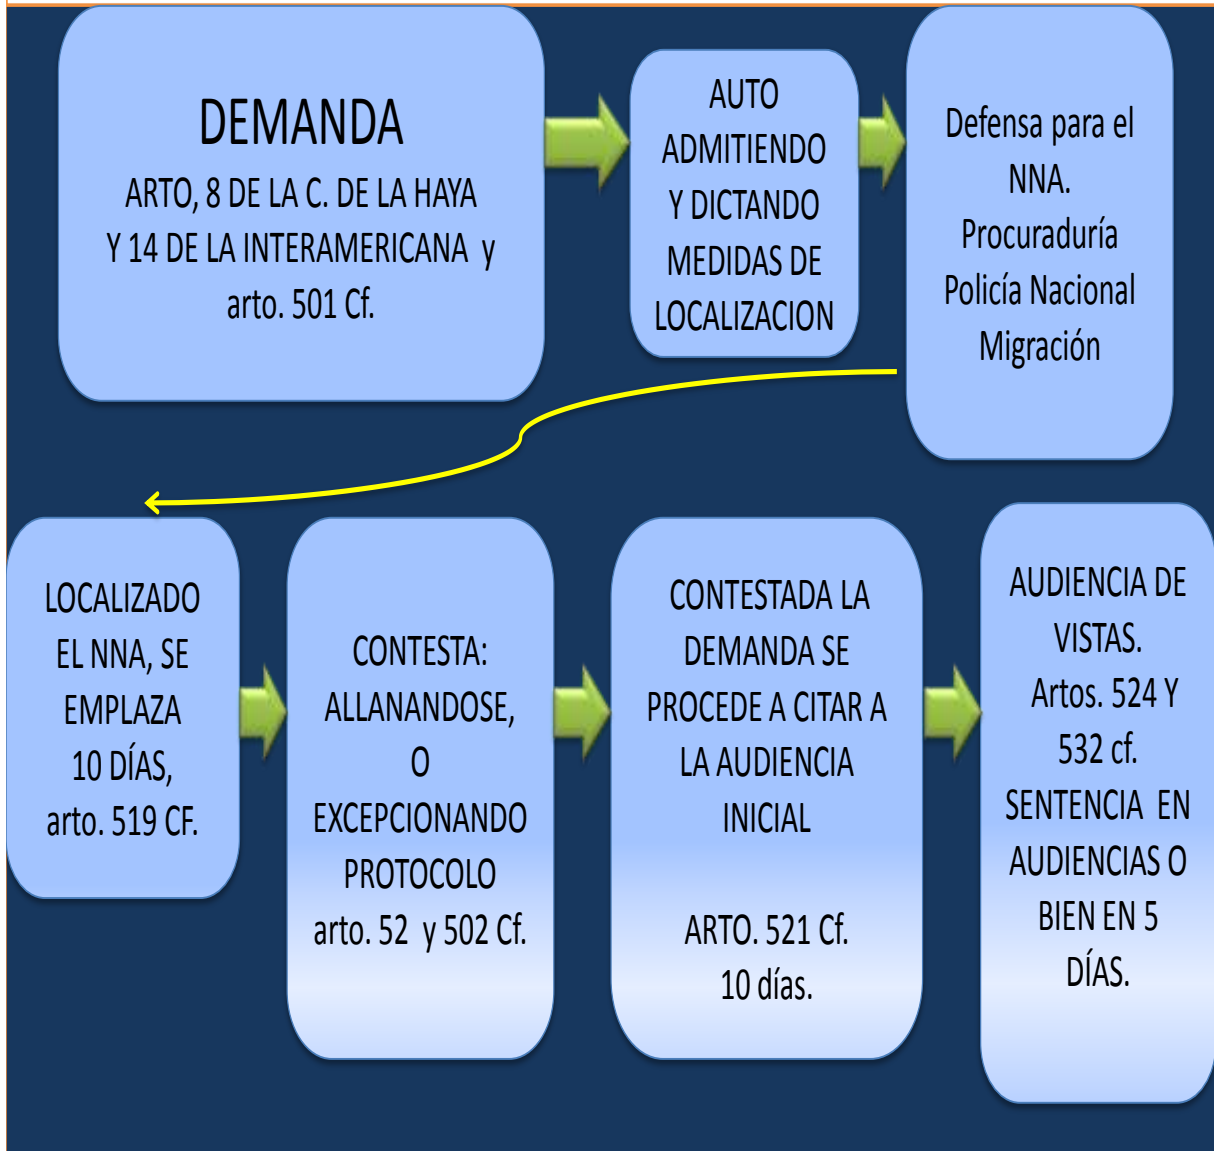 DEMANDA
ARTO, 8 DE LA C. DE LA HAYA
Y 14 DE LA INTERAMERICANA y
arto. 501 Cf.
AUTO
ADMITIENDO
Y DICTANDO
MEDIDAS DE
LOCALIZACION
Defensa para el
NNA.
Procuraduría
Policía Nacional
Migración
LOCALIZADO
EL NNA, SE
EMPLAZA
10 DÍAS,
arto. 519 CF.
CONTESTA:
ALLANANDOSE,
O
EXCEPCIONANDO
PROTOCOLO
arto. 52 y 502 Cf.
CONTESTADA LA
DEMANDA SE
PROCEDE A CITAR A
LA AUDIENCIA
INICIAL
ARTO. 521 Cf.
10 días.
AUDIENCIA DE
VISTAS.
Artos. 524 Y
532 cf.
SENTENCIA EN
AUDIENCIAS O
BIEN EN 5
DÍAS.